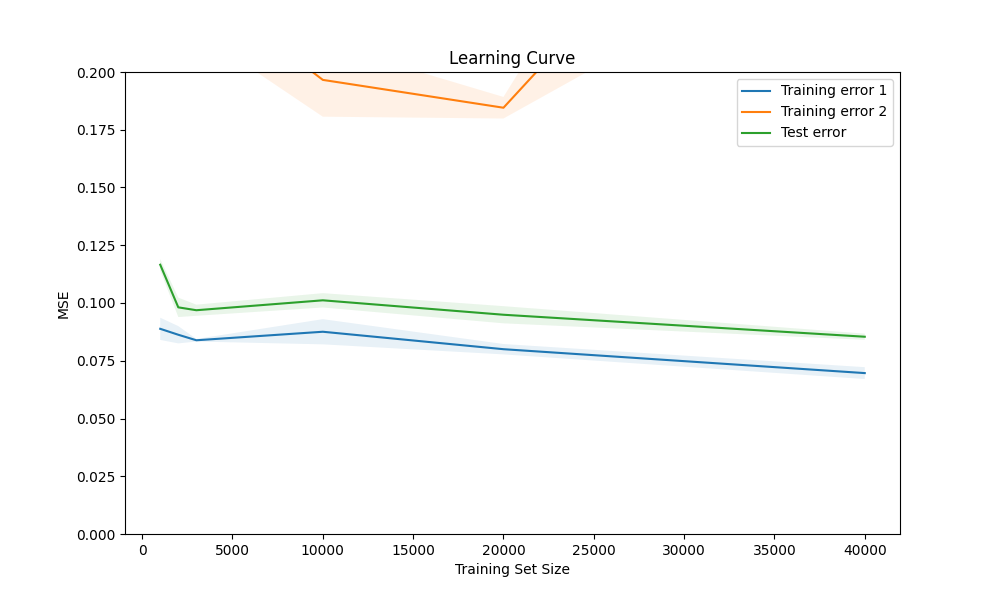 Learning Curve
Training error 1
Training error 2
Test error
MSE
0.200
0.175
0.150
0.125
0.100
0.075
0.050
0.025
0.000
0 5000 10000 15000 20000 25000 30000 35000 40000
Training Set Size